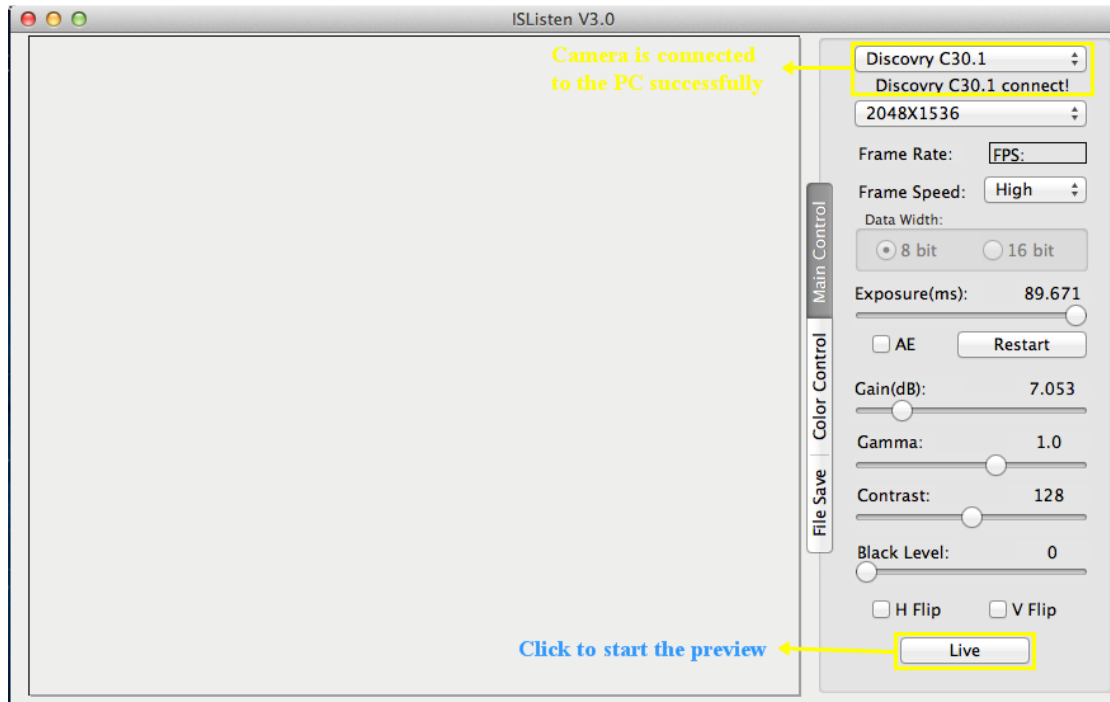 ISListen V3.0
Camera is connected
to the PC successfully
Discovry C30.1
Discovry C30.1 connect!
2048X1536
Frame Rate: FPS:
Frame Speed: High
Data Width:
8 bit 16 bit
Exposure(ms): 89.671
AE Restart
Gain(dB): 7.053
Gamma: 1.0
Contrast: 128
Black Level: 0
H Flip V Flip
Click to start the preview
Live
Main Control
Color Control
File Save